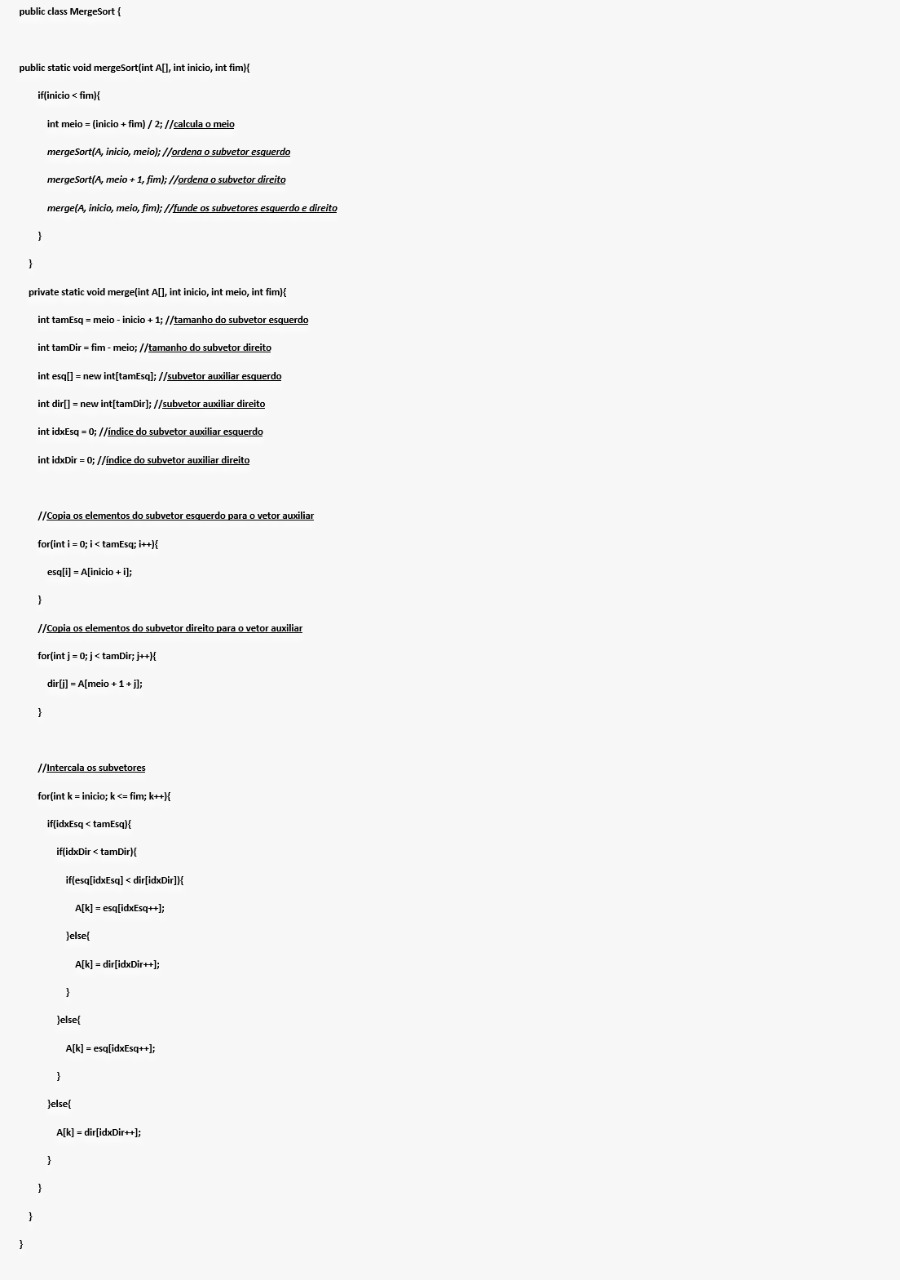 public class MergeSort {
public static void mergeSort(int A[], int inicio, int fim){
if(inicio < fim){
int meio = (inicio + fim) / 2; //calcula o meio
mergeSort(A, inicio, meio); //ordena o subvetor esquerdo
mergeSort(A, meio + 1, fim); //ordena o subvetor direito
merge(A, inicio, meio, fim); //funde os subvetores esquerdo e direito
}
}
private static void merge(int A[], int inicio, int meio, int fim){
int tamEsq = meio - inicio + 1; //tamanho do subvetor esquerdo
int tamDir = fim - meio; //tamanho do subvetor direito
int esq[] = new int[tamEsq]; //subvetor auxiliar esquerdo
int dir[] = new int[tamDir]; //subvetor auxiliar direito
int idxEsq = 0; //índice do subvetor auxiliar esquerdo
int idxDir = 0; //índice do subvetor auxiliar direito
//Copia os elementos do subvetor esquerdo para o vetor auxiliar
for(int i = 0; i < tamEsq; i++){
esq[i] = A[inicio + i];
}
//Copia os elementos do subvetor direito para o vetor auxiliar
for(int j = 0; j < tamDir; j++){
dir[j] = A[meio + 1 + j];
}
//Intercala os subvetores
for(int k = inicio; k <= fim; k++){
if(idxEsq < tamEsq){
if(idxDir < tamDir){
if(esq[idxEsq] < dir[idxDir]){
A[k] = esq[idxEsq++];
}else{
A[k] = dir[idxDir++];
}
}else{
A[k] = esq[idxEsq++];
}
}else{
A[k] = dir[idxDir++];
}
}
}
}